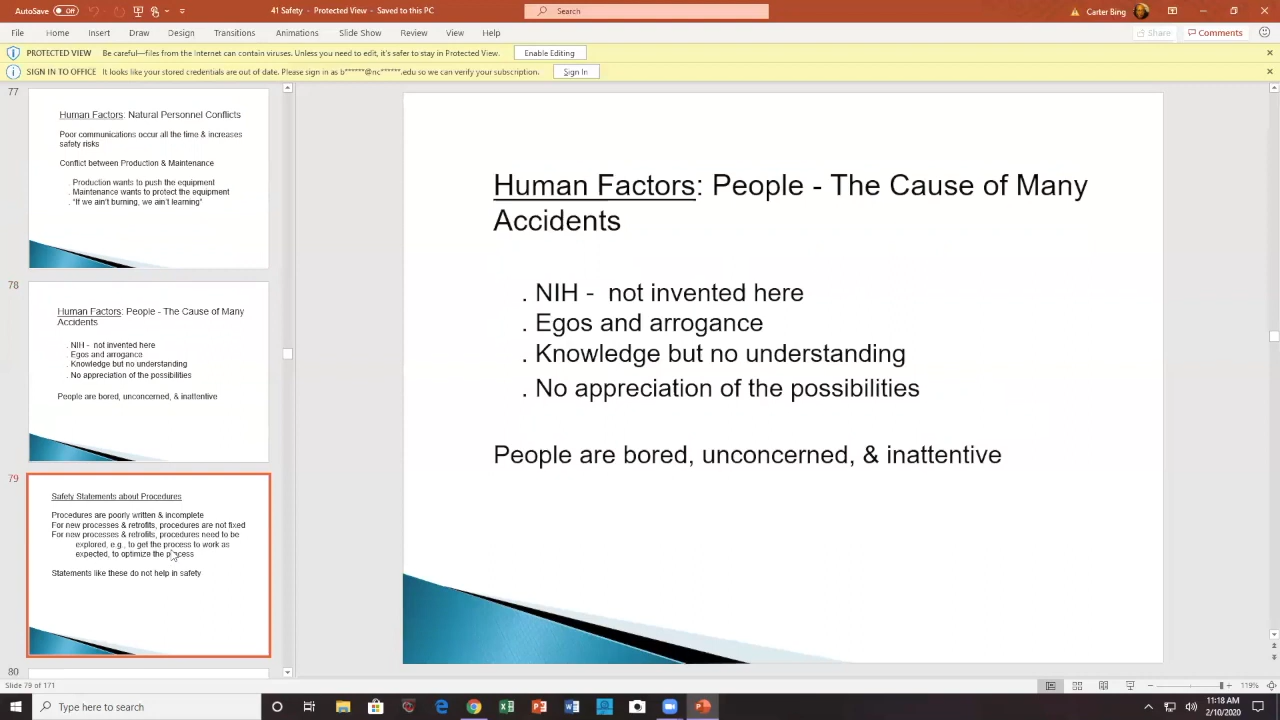 AutoSave Off
41 Safety - Protected View - Saved to this PC
Search
Carter Bing
File Home Insert Draw Design Transitions Animations Slide Show Review View Help
Share Comments
PROTECTED VIEW Be careful—files from the Internet can contain viruses. Unless you need to edit, it's safer to stay in Protected View. Enable Editing
SIGN IN TO OFFICE It looks like your stored credentials are out of date. Please sign in as b******@nc******.edu so we can verify your subscription. Sign In
77
Human Factors: Natural Personnel Conflicts
Poor communications occur all the time & increases
safety risks
Conflict between Production & Maintenance
. Production wants to push the equipment
. Maintenance wants to protect the equipment
. "If we ain't burning, we ain't learning"
78
Human Factors: People - The Cause of Many
Accidents
. NIH - not invented here
. Egos and arrogance
. Knowledge but no understanding
. No appreciation of the possibilities
People are bored, unconcerned, & inattentive
79
Safety Statements about Procedures
Procedures are poorly written & incomplete
For new processes & retrofits, procedures are not fixed
For new processes & retrofits, procedures need to be
explored, e.g., to get the process to work as
expected, to optimize the process
Statements like these do not help in safety
80
Human Factors: People - The Cause of Many
Accidents
. NIH - not invented here
. Egos and arrogance
. Knowledge but no understanding
. No appreciation of the possibilities
People are bored, unconcerned, & inattentive
Slide 79 of 171
119%
Type here to search
11:18 AM
2/10/2020